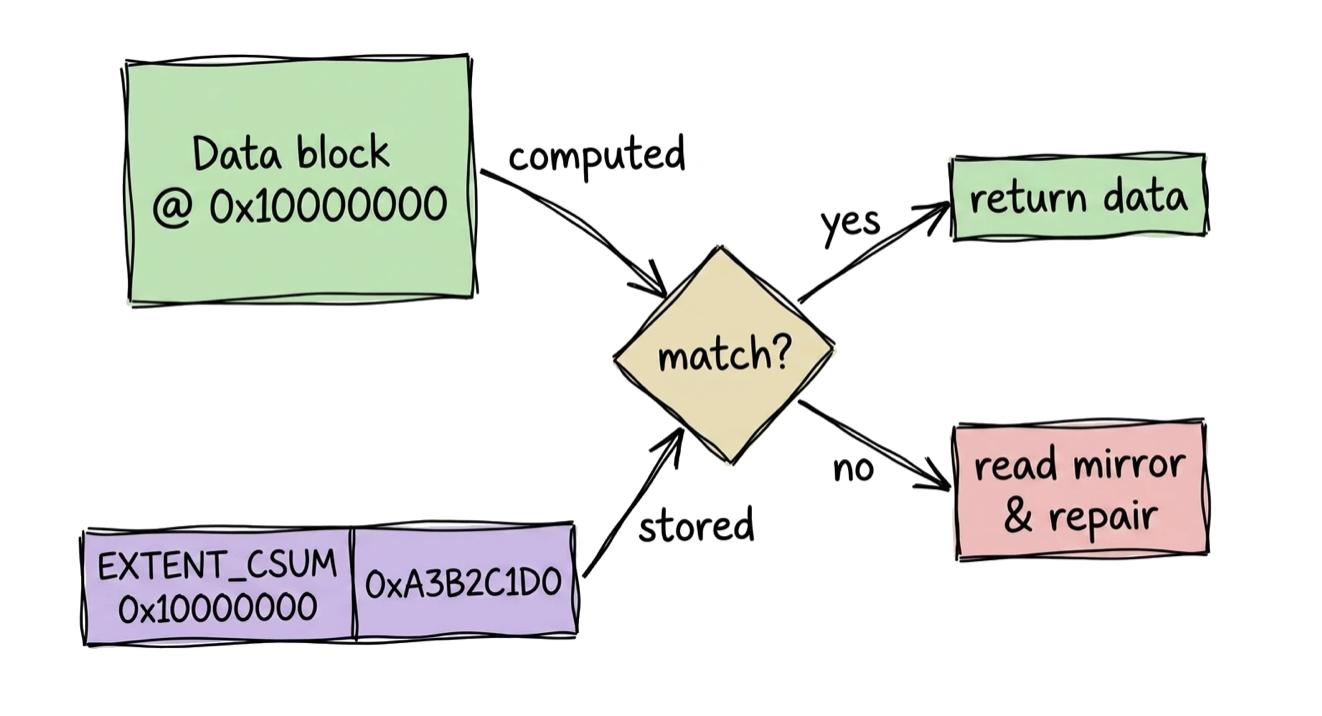 Data block
@ 0x10000000
computed
yes
return data
match?
no
read mirror
& repair
stored
EXTENT_CSUM
0x10000000
0xA3B2C1D0